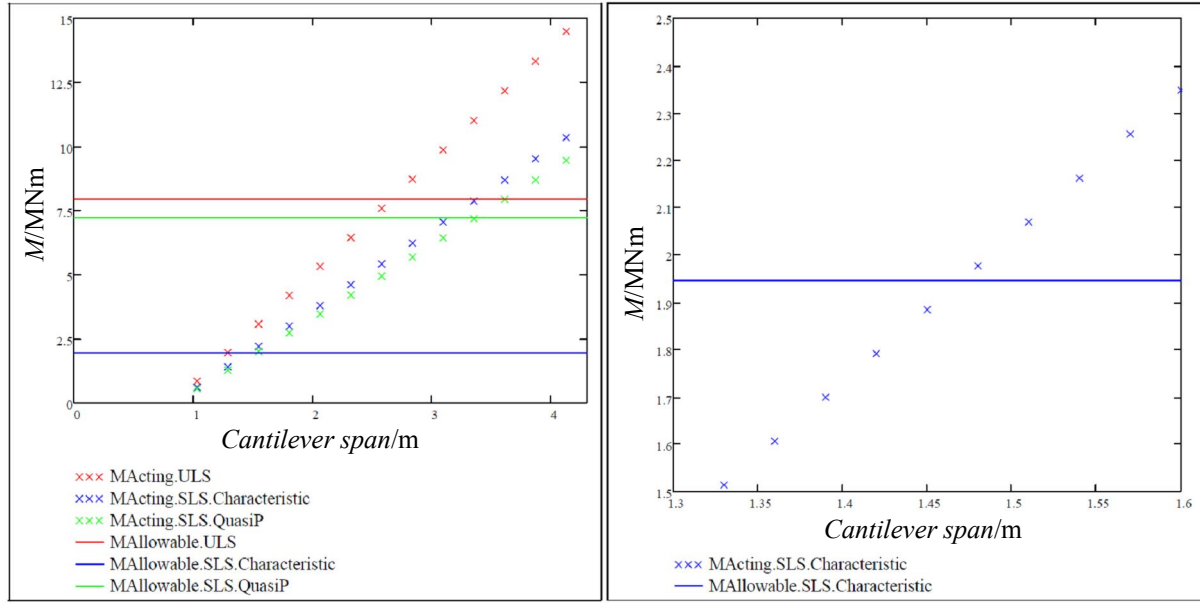 15
12.5
10
7.5
5
2.5
0
M/MNm
0 1 2 3 4
Cantilever span/m
××× MActing.ULS
××× MActing.SLS.Characteristic
××× MActing.SLS.QuasiP
MAllowable.ULS
MAllowable.SLS.Characteristic
MAllowable.SLS.QuasiP
2.5
2.4
2.3
2.2
2.1
2
1.9
1.8
1.7
1.6
1.5
M/MNm
1.3 1.35 1.4 1.45 1.5 1.55 1.6
Cantilever span/m
××× MActing.SLS.Characteristic
MAllowable.SLS.Characteristic